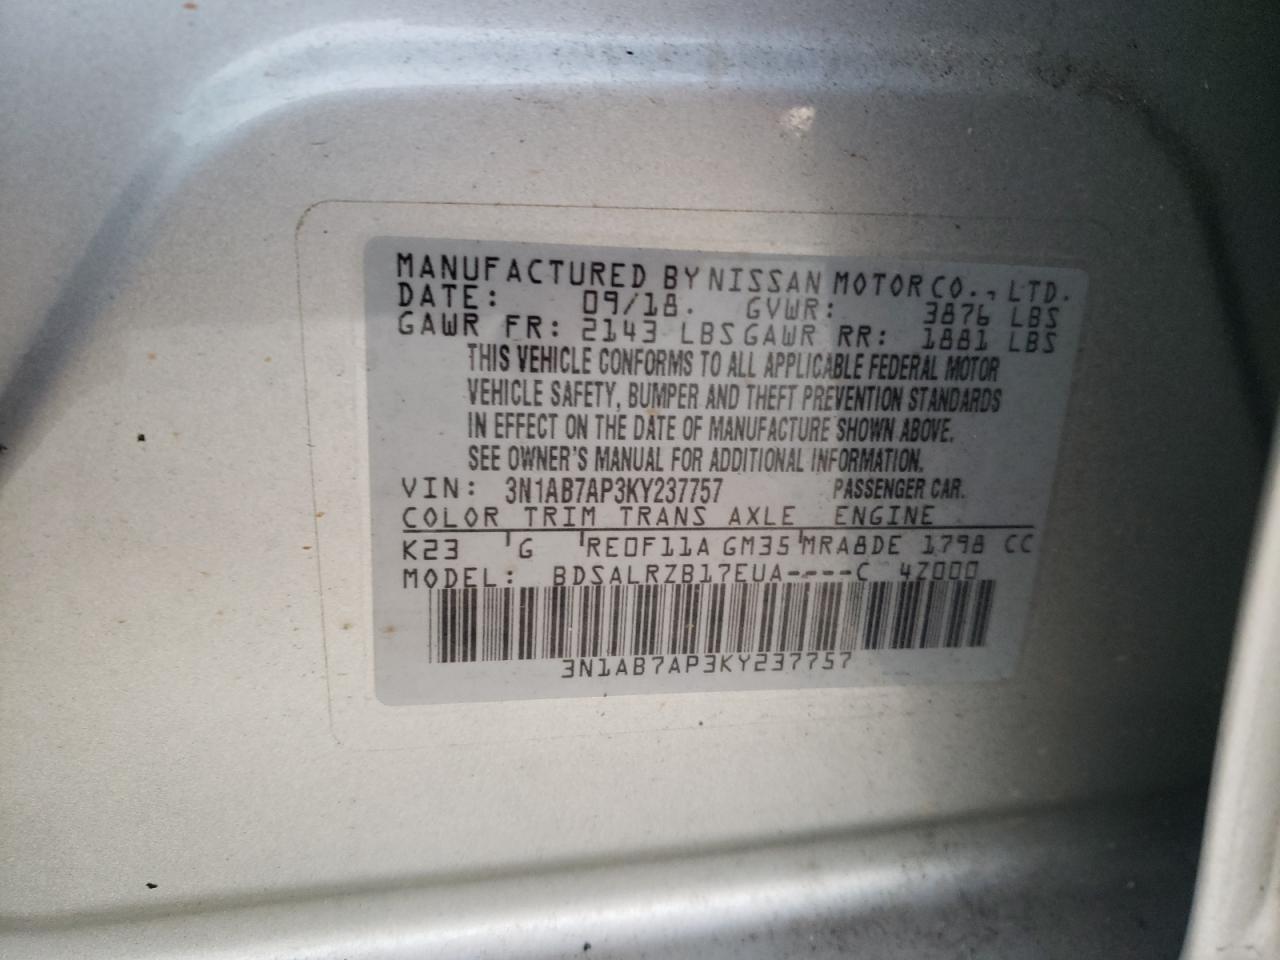 MANUFACTURED BY NISSAN MOTOR CO., LTD.
DATE: 09/18. GVWR: 3876 LBS
GAWR FR: 2143 LBS GAWR RR: 1881 LBS
THIS VEHICLE CONFORMS TO ALL APPLICABLE FEDERAL MOTOR
VEHICLE SAFETY, BUMPER AND THEFT PREVENTION STANDARDS
IN EFFECT ON THE DATE OF MANUFACTURE SHOWN ABOVE.
SEE OWNER'S MANUAL FOR ADDITIONAL INFORMATION.
VIN: 3N1AB7AP3KY237757 PASSENGER CAR.
COLOR TRIM TRANS AXLE ENGINE
K23 G RE0F11A GM35 MRA8DE 1798 CC
MODEL: BDSALRZB17EUA----C 4Z000
3N1AB7AP3KY237757